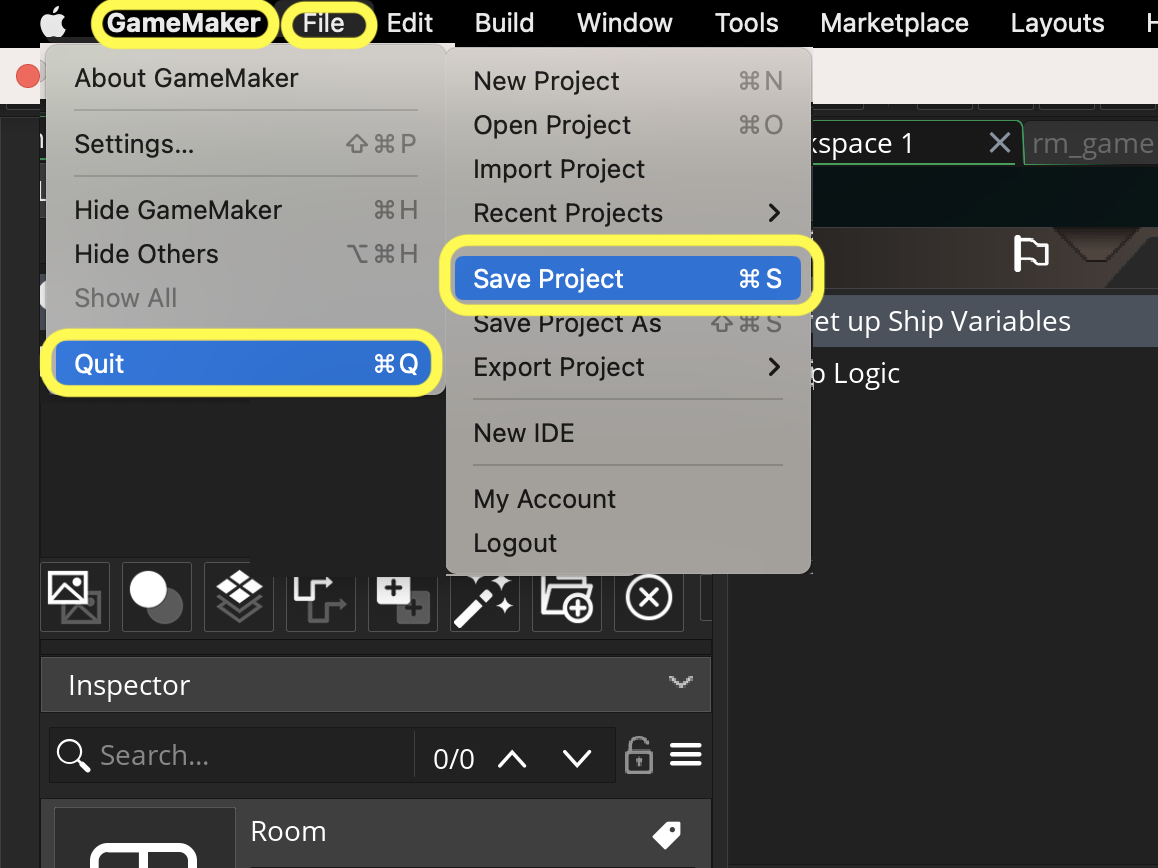 GameMaker File Edit Build Window Tools Marketplace Layouts H
About GameMaker
Settings... ⇧⌘P
Hide GameMaker ⌘H
Hide Others ⌥⌘H
Show All
Quit ⌘Q
New Project ⌘N
Open Project ⌘O
Import Project
Recent Projects
Save Project ⌘S
Save Project As ⇧⌘S
Export Project
New IDE
My Account
Logout
kspace 1 rm_game
et up Ship Variables
p Logic
Inspector
Search... 0/0
Room